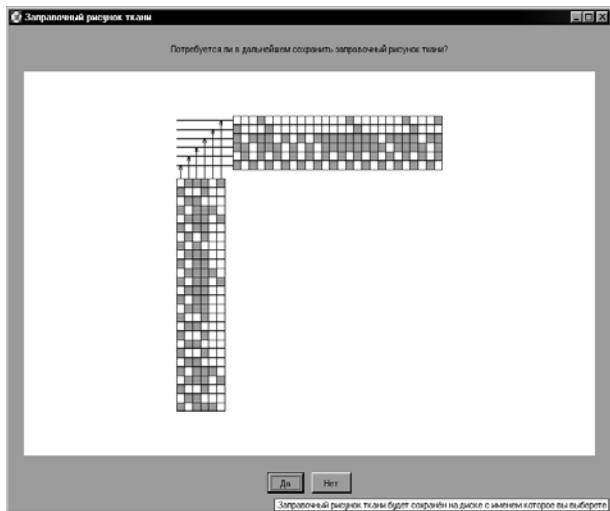 Заправочный рисунок ткани
Потребуется ли в дальнейшем сохранить заправочный рисунок ткани?
Да
Нет
Заправочный рисунок ткани будет сохранён на диске с именем которое вы выберете